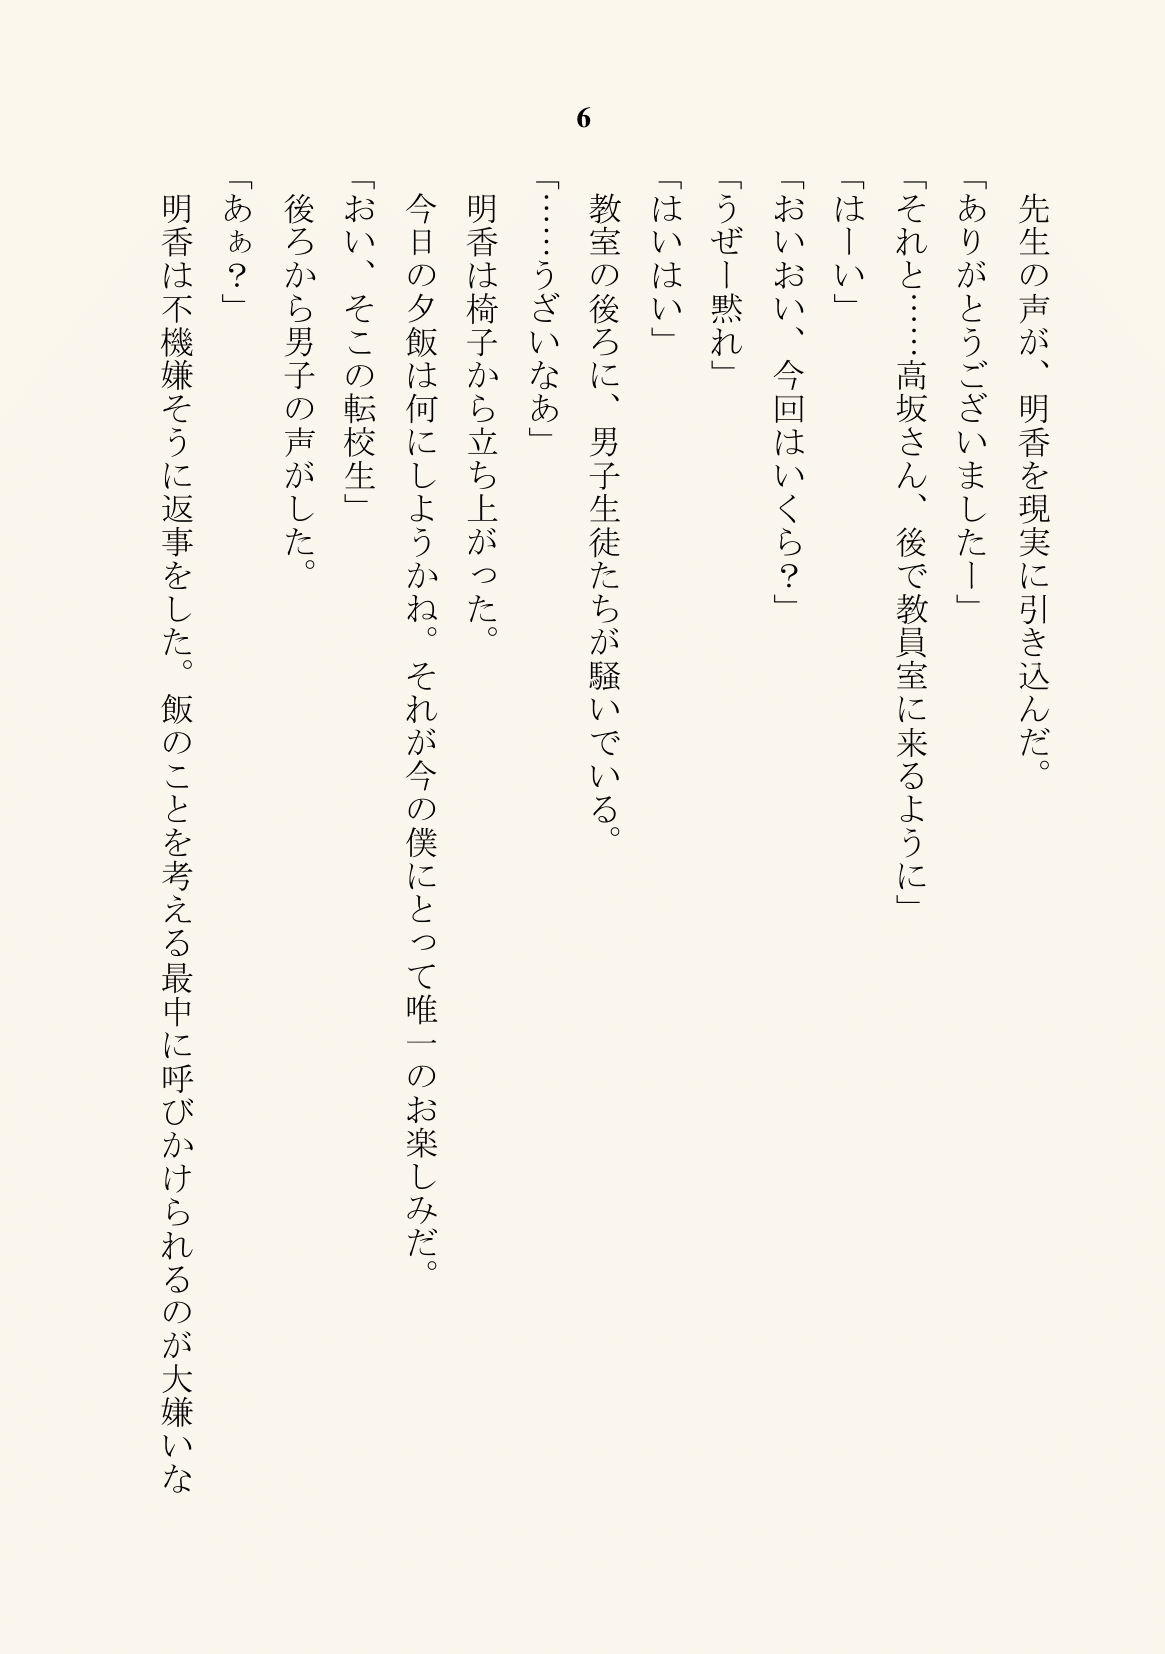 6
先生の声が、明香を現実に引き込んだ。
「ありがとうございましたー」
「それと……高坂さん、後で教員室に来るように」
「はーい」
「おいおい、今回はいくら？」
「うぜー黙れ」
「はいはい」
教室の後ろに、男子生徒たちが騒いでいる。
「……うざいなあ」
明香は椅子から立ち上がった。
今日の夕飯は何にしようかね。それが今の僕にとって唯一のお楽しみだ。
「おい、そこの転校生」
後ろから男子の声がした。
「あぁ？」
明香は不機嫌そうに返事をした。飯のことを考える最中に呼びかけられるのが大嫌いな